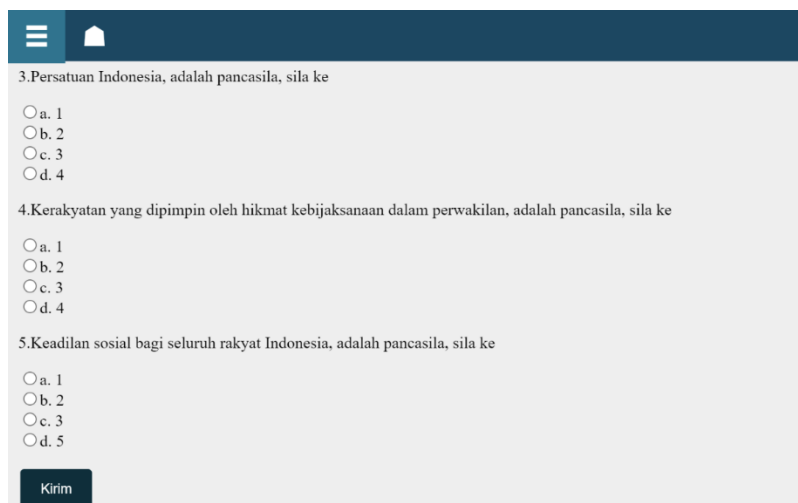 3.Persatuan Indonesia, adalah pancasila, sila ke
a. 1
b. 2
c. 3
d. 4
4.Kerakyatan yang dipimpin oleh hikmat kebijaksanaan dalam perwakilan, adalah pancasila, sila ke
a. 1
b. 2
c. 3
d. 4
5.Keadilan sosial bagi seluruh rakyat Indonesia, adalah pancasila, sila ke
a. 1
b. 2
c. 3
d. 5
Kirim